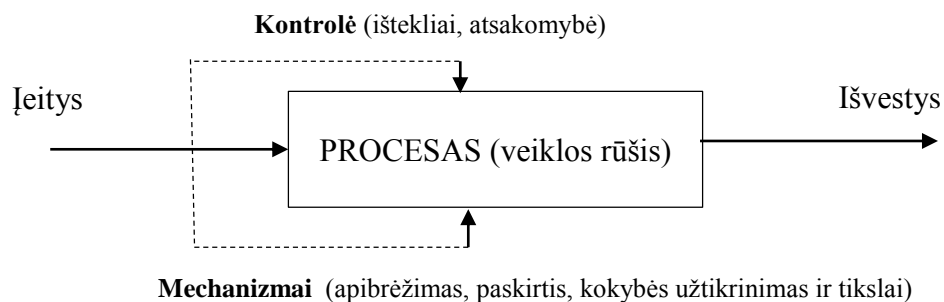 Kontrolė (ištekliai, atsakomybė)
Įeitys
Išvestys
PROCESAS (veiklos rūšis)
Mechanizmai (apibrėžimas, paskirtis, kokybės užtikrinimas ir tikslai)